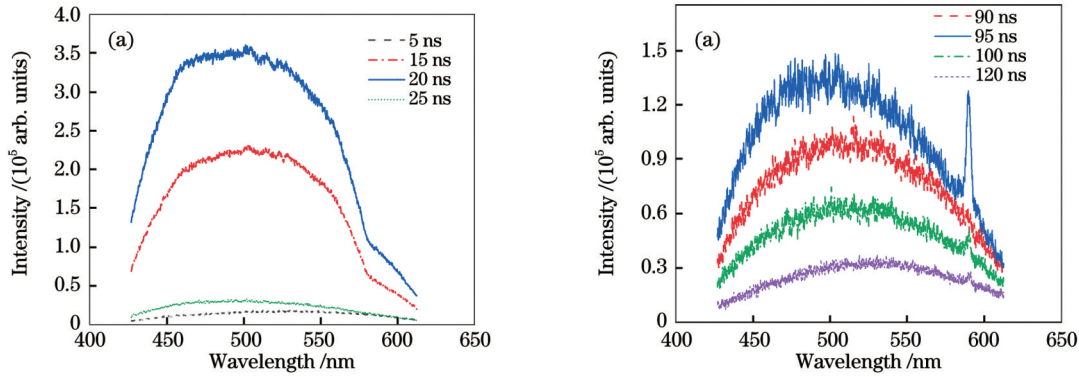 (a)
5 ns
15 ns
20 ns
25 ns
4.0
3.5
3.0
2.5
2.0
1.5
1.0
0.5
0
400 450 500 550 600 650
Wavelength /nm
Intensity /(10⁵ arb. units)
(a)
90 ns
95 ns
100 ns
120 ns
1.5
1.2
0.9
0.6
0.3
0
400 450 500 550 600 650
Wavelength /nm
Intensity /(10⁵ arb. units)